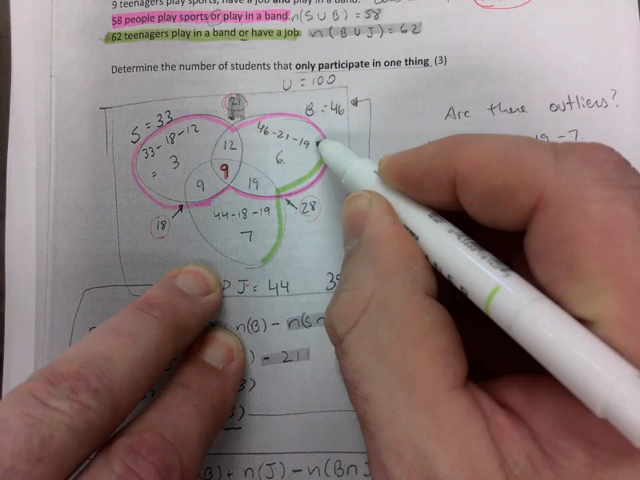 9 teenagers play sports, have a job and play in a band.
58 people play sports or play in a band. n(S∪B) = 58
62 teenagers play in a band or have a job. n(B∪J) = 62
Determine the number of students that only participate in one thing. (3)
U = 100
21
B = 46
Are there outliers?
S = 33
33-18-12
= 3
12
46-21-19
6
19 - 7
9
9
19
18
44-18-19
28
7
J = 44
n(B) - n(S
- 21
n(J) - n(B∩J